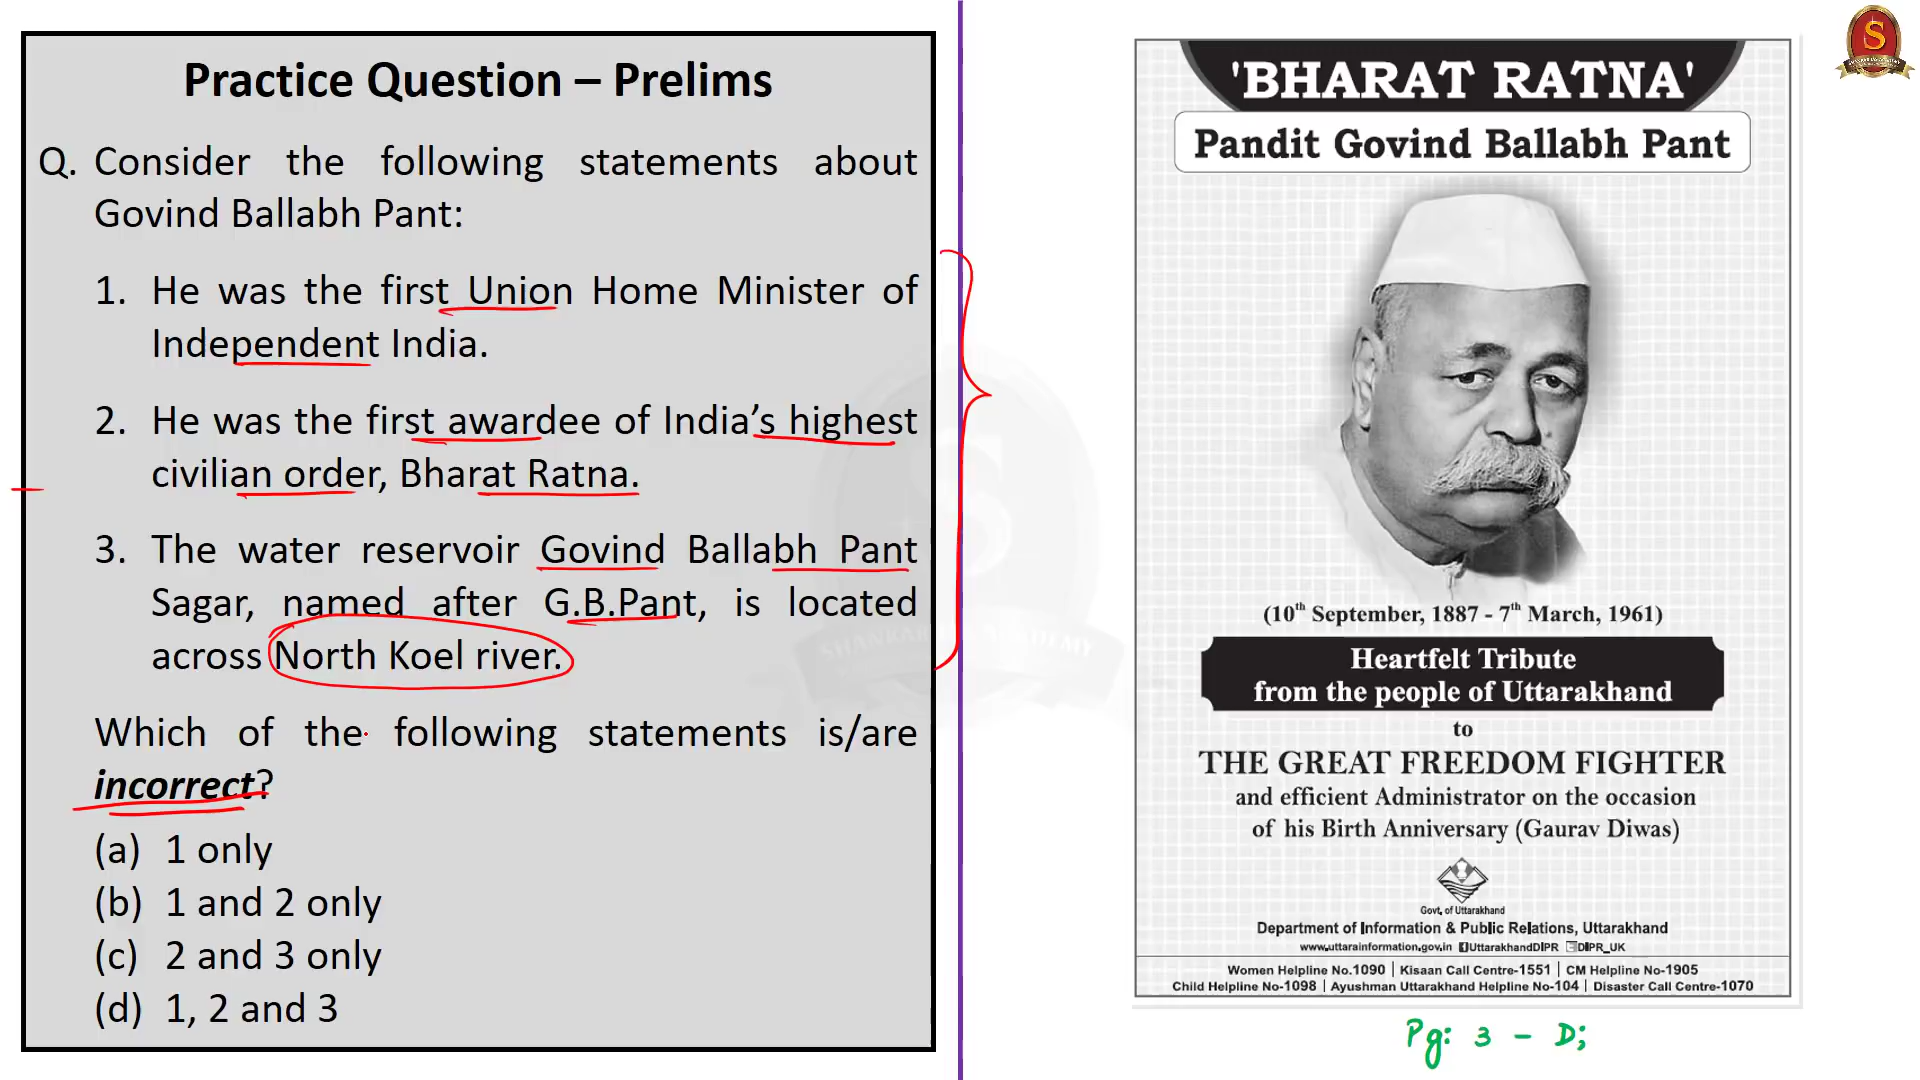 Practice Question – Prelims
Q. Consider the following statements about
Govind Ballabh Pant:
1. He was the first Union Home Minister of
Independent India.
2. He was the first awardee of India's highest
civilian order, Bharat Ratna.
3. The water reservoir Govind Ballabh Pant
Sagar, named after G.B.Pant, is located
across North Koel river.
Which of the following statements is/are
incorrect?
(a) 1 only
(b) 1 and 2 only
(c) 2 and 3 only
(d) 1, 2 and 3
'BHARAT RATNA'
Pandit Govind Ballabh Pant
(10th September, 1887 - 7th March, 1961)
Heartfelt Tribute
from the people of Uttarakhand
to
THE GREAT FREEDOM FIGHTER
and efficient Administrator on the occasion
of his Birth Anniversary (Gaurav Diwas)
Govt. of Uttarakhand
Department of Information & Public Relations, Uttarakhand
www.uttarainformation.gov.in UttarakhandDIPR DIPR_UK
Women Helpline No.1090 | Kisaan Call Centre-1551 | CM Helpline No-1905
Child Helpline No-1098 | Ayushman Uttarakhand Helpline No-104 | Disaster Call Centre-1070
Pg: 3 - D;
S